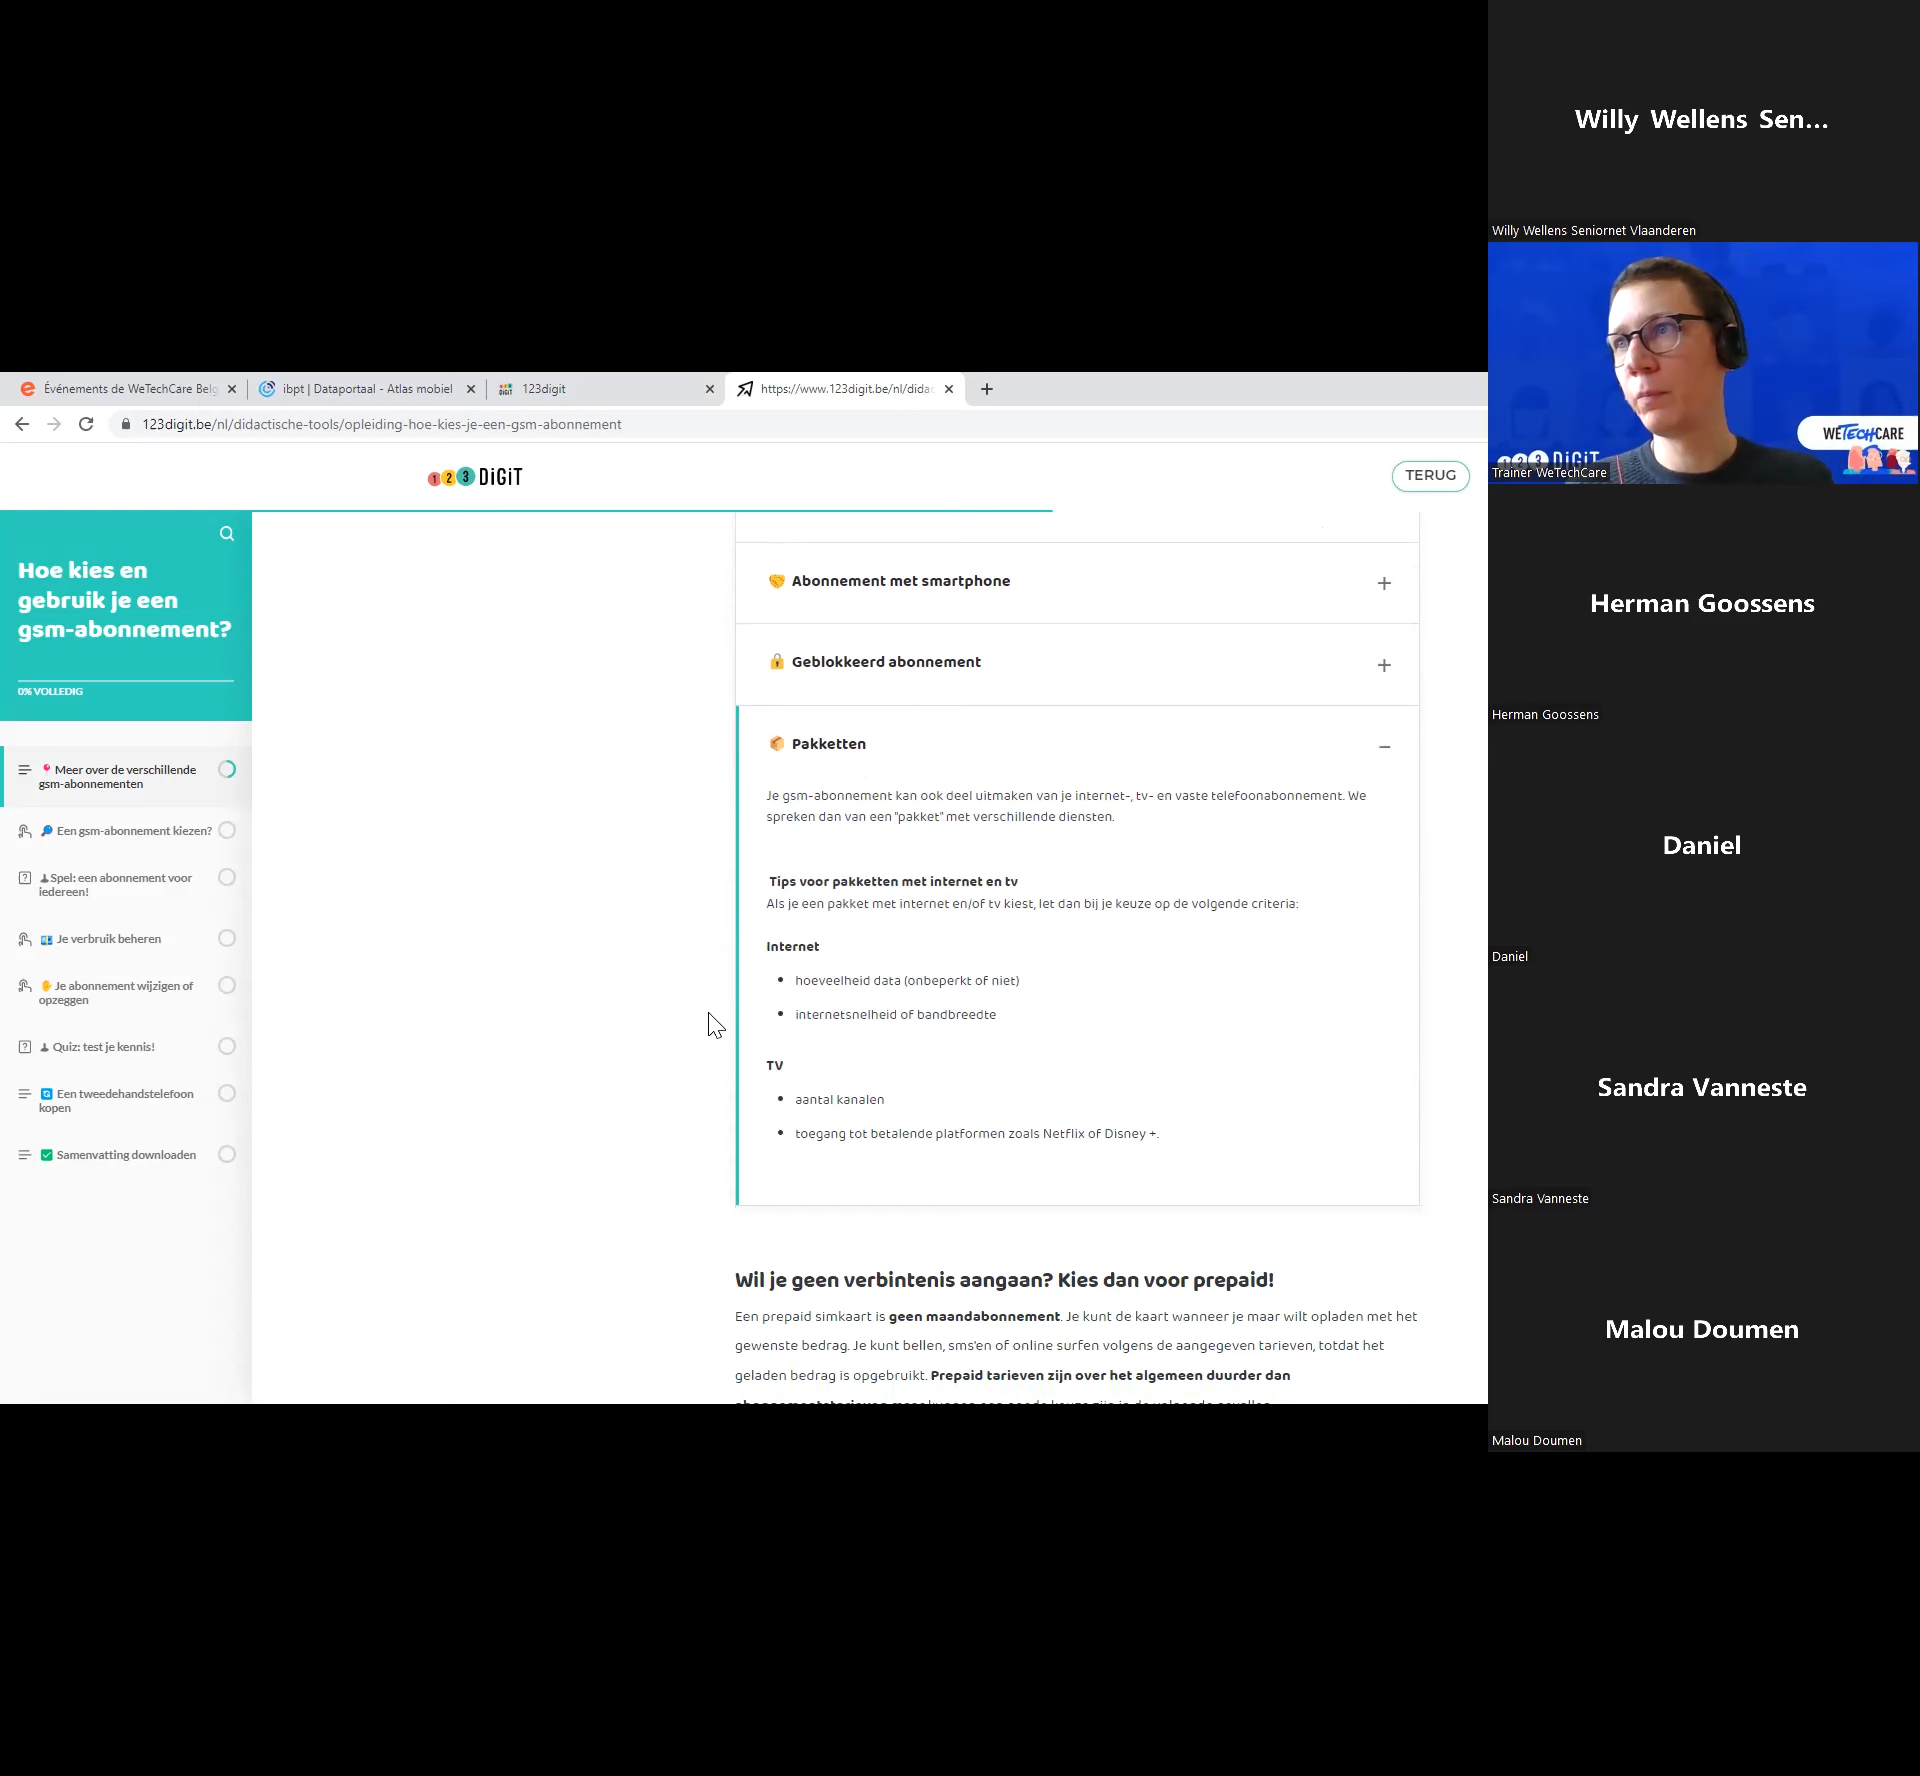 Événements de WeTechCare Belg
ibpt | Dataportaal - Atlas mobiel
123digit
https://www.123digit.be/nl/didac
123digit.be/nl/didactische-tools/opleiding-hoe-kies-je-een-gsm-abonnement
1 2 3 DiGiT
TERUG
Hoe kies en
gebruik je een
gsm-abonnement?
0% VOLLEDIG
Meer over de verschillende
gsm-abonnementen
Een gsm-abonnement kiezen?
Spel: een abonnement voor
iedereen!
Je verbruik beheren
Je abonnement wijzigen of
opzeggen
Quiz: test je kennis!
Een tweedehandstelefoon
kopen
Samenvatting downloaden
Abonnement met smartphone
Geblokkeerd abonnement
Pakketten
Je gsm-abonnement kan ook deel uitmaken van je internet-, tv- en vaste telefoonabonnement. We
spreken dan van een "pakket" met verschillende diensten.
Tips voor pakketten met internet en tv
Als je een pakket met internet en/of tv kiest, let dan bij je keuze op de volgende criteria:
Internet
• hoeveelheid data (onbeperkt of niet)
• internetsnelheid of bandbreedte
TV
• aantal kanalen
• toegang tot betalende platformen zoals Netflix of Disney +.
Wil je geen verbintenis aangaan? Kies dan voor prepaid!
Een prepaid simkaart is geen maandabonnement. Je kunt de kaart wanneer je maar wilt opladen met het
gewenste bedrag. Je kunt bellen, sms'en of online surfen volgens de aangegeven tarieven, totdat het
geladen bedrag is opgebruikt. Prepaid tarieven zijn over het algemeen duurder dan
Willy Wellens Sen...
Willy Wellens Seniornet Vlaanderen
WETECHCARE
1 2 3 DiGiT
Trainer WeTechCare
Herman Goossens
Herman Goossens
Daniel
Daniel
Sandra Vanneste
Sandra Vanneste
Malou Doumen
Malou Doumen